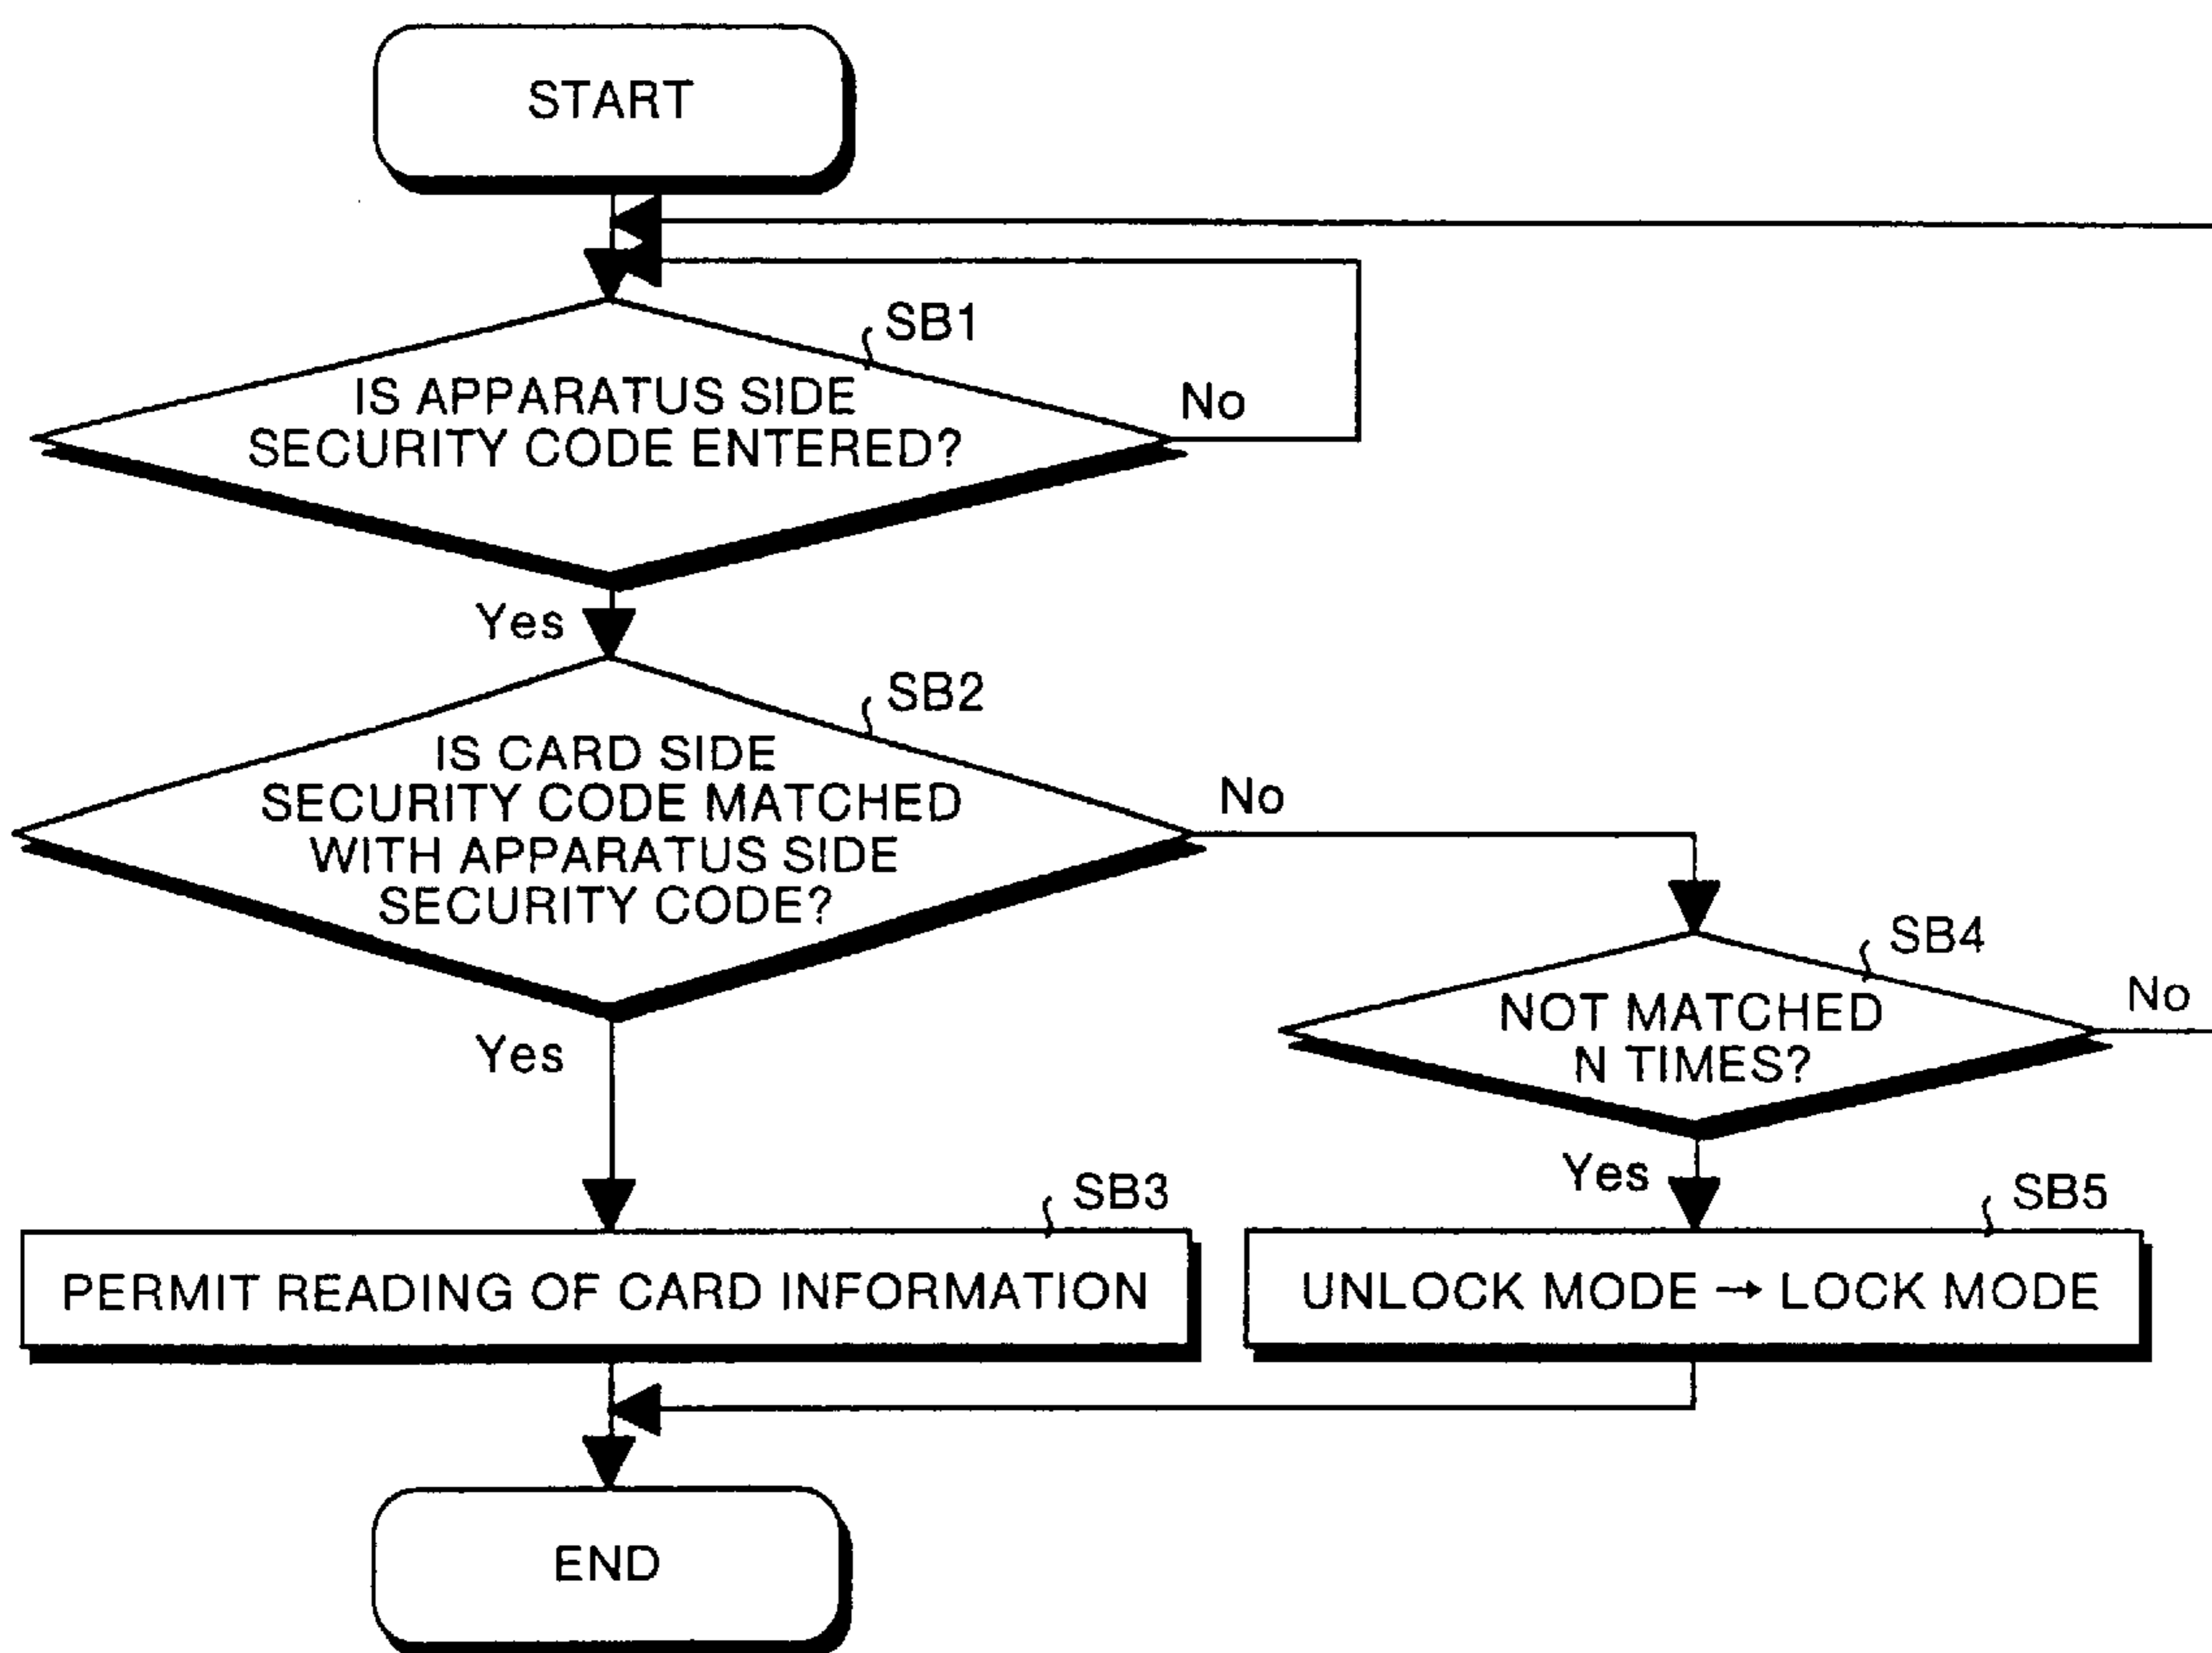 START
SB1
IS APPARATUS SIDE
SECURITY CODE ENTERED?
No
Yes
SB2
IS CARD SIDE
SECURITY CODE MATCHED
WITH APPARATUS SIDE
SECURITY CODE?
No
Yes
SB4
NOT MATCHED
N TIMES?
No
Yes
SB3
PERMIT READING OF CARD INFORMATION
SB5
UNLOCK MODE → LOCK MODE
END